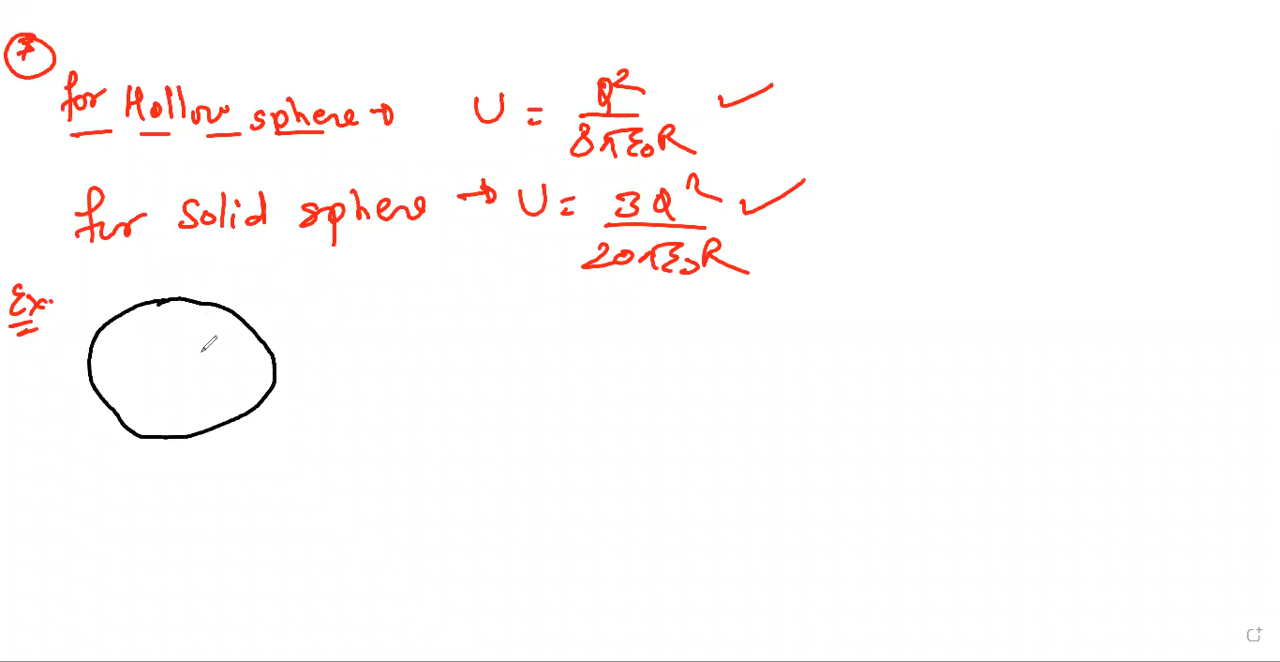 7
for Hollow sphere → U = Q²/8πε₀R ✓
for solid sphere → U = 3Q²/20πε₀R ✓
Ex.